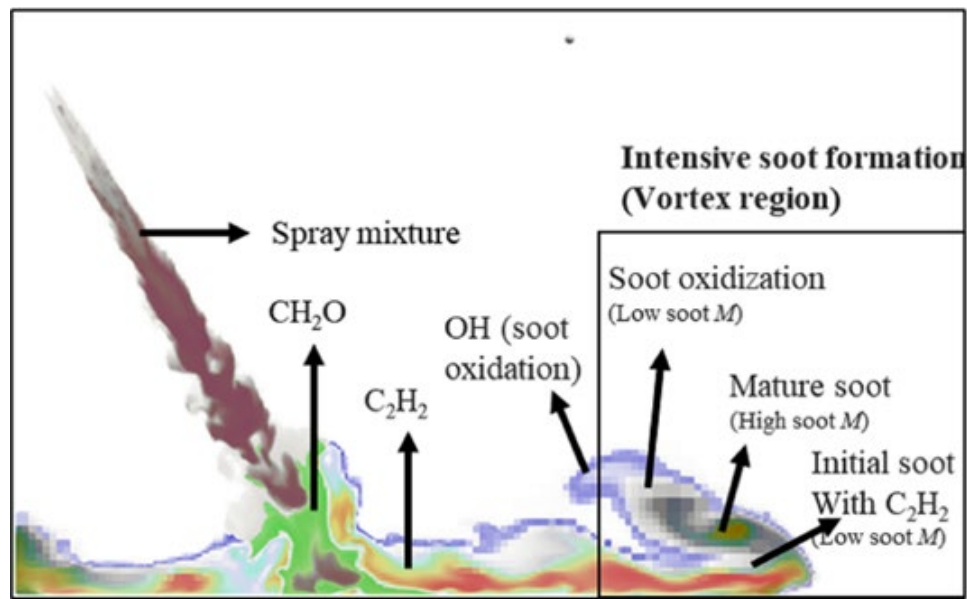 Intensive soot formation
(Vortex region)
Spray mixture
Soot oxidization
(Low soot M)
CH₂O
OH (soot
oxidation)
Mature soot
(High soot M)
C₂H₂
Initial soot
With C₂H₂
(Low soot M)